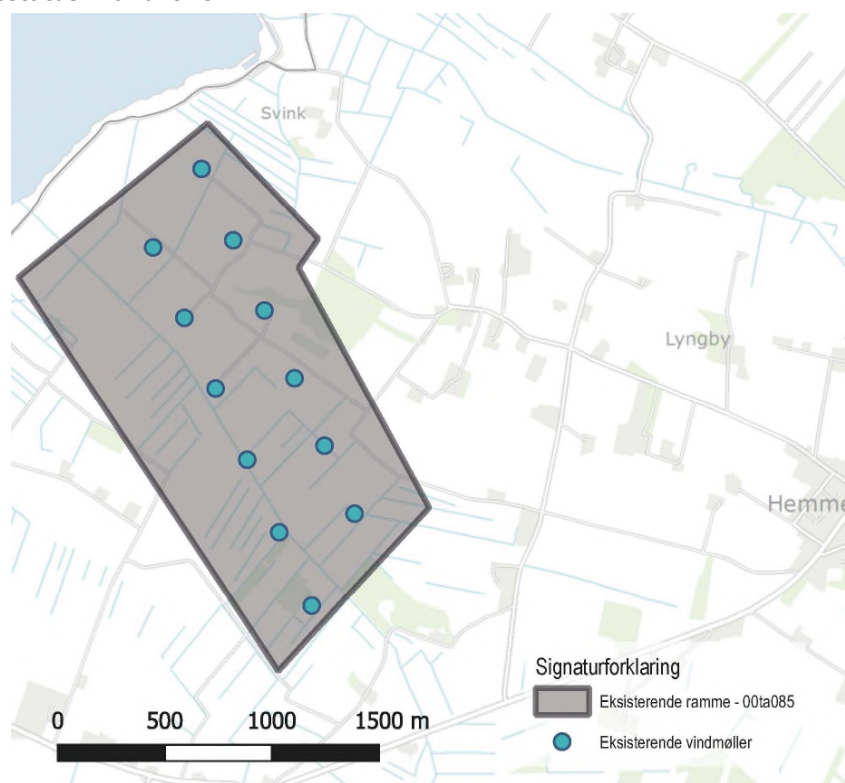 Svink
Lyngby
Hemme
Signaturforklaring
Eksisterende ramme - 00ta085
Eksisterende vindmøller
0 500 1000 1500 m